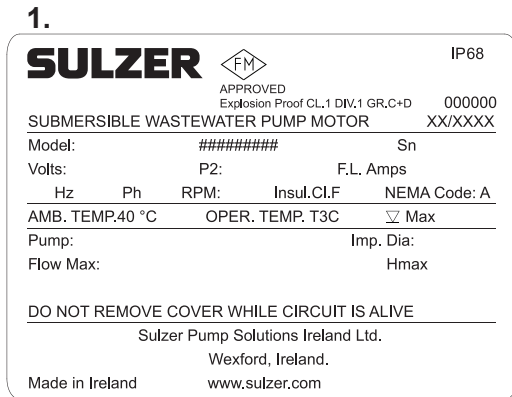 1.
SULZER FM IP68
APPROVED
Explosion Proof CL.1 DIV.1 GR.C+D 000000
SUBMERSIBLE WASTEWATER PUMP MOTOR XX/XXXX
Model: ######### Sn
Volts: P2: F.L. Amps
Hz Ph RPM: Insul.Cl.F NEMA Code: A
AMB. TEMP.40 °C OPER. TEMP. T3C ▽ Max
Pump: Imp. Dia:
Flow Max: Hmax
DO NOT REMOVE COVER WHILE CIRCUIT IS ALIVE
Sulzer Pump Solutions Ireland Ltd.
Wexford, Ireland.
Made in Ireland www.sulzer.com